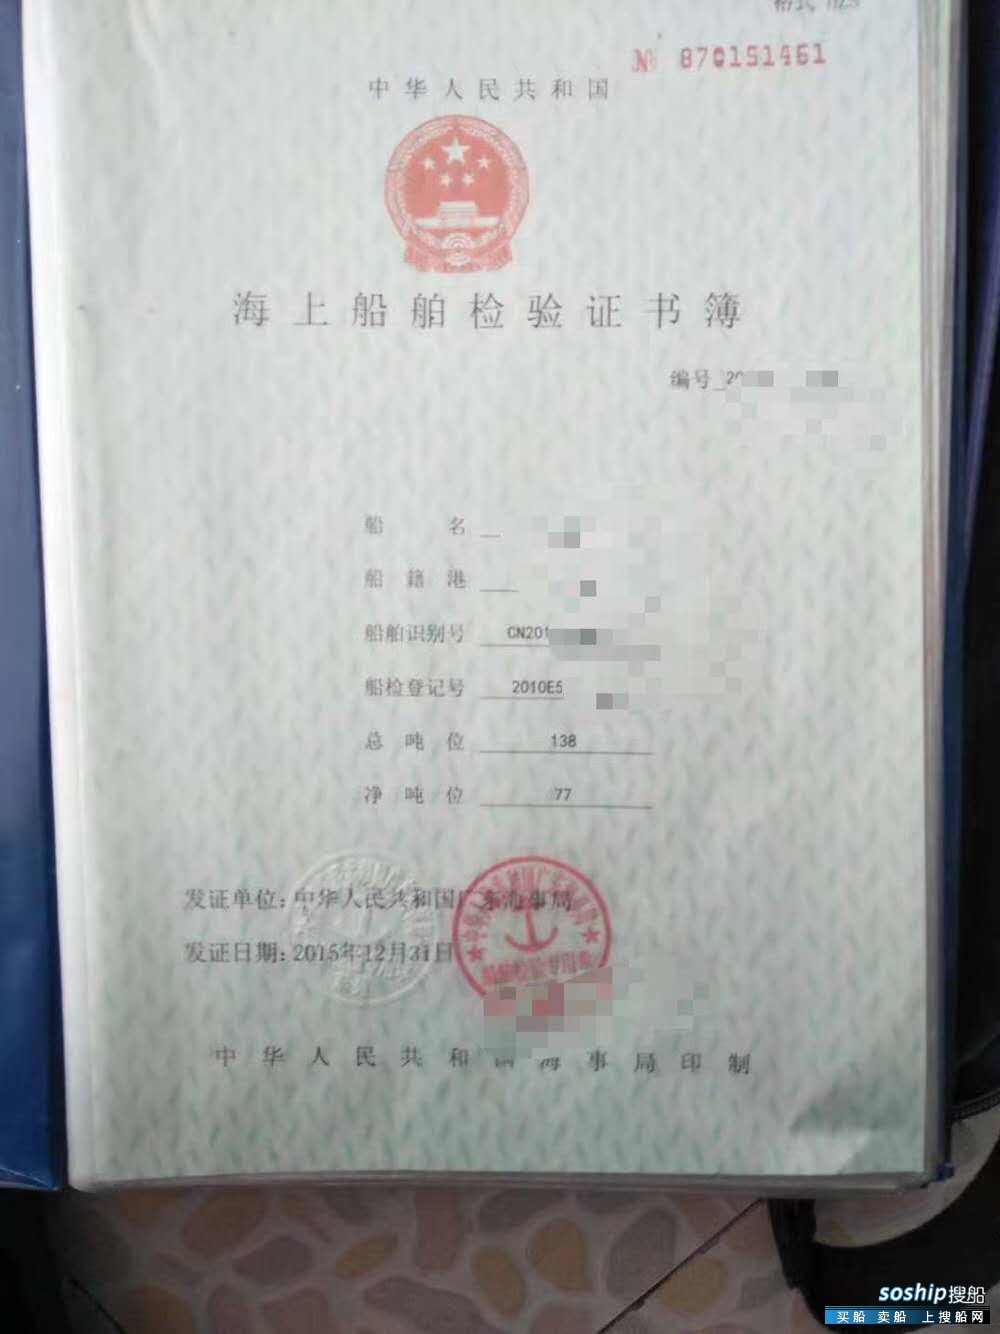 № 870151461
中华人民共和国
海上船舶检验证书簿
编号 20
船名
船籍港
船舶识别号 CN201
船检登记号 2010E5
总吨位 138
净吨位 77
发证单位:中华人民共和国广东海事局
发证日期:2015年12月31日
中华人民共和国海事局印制
soship搜船
买船 卖船 上搜船网